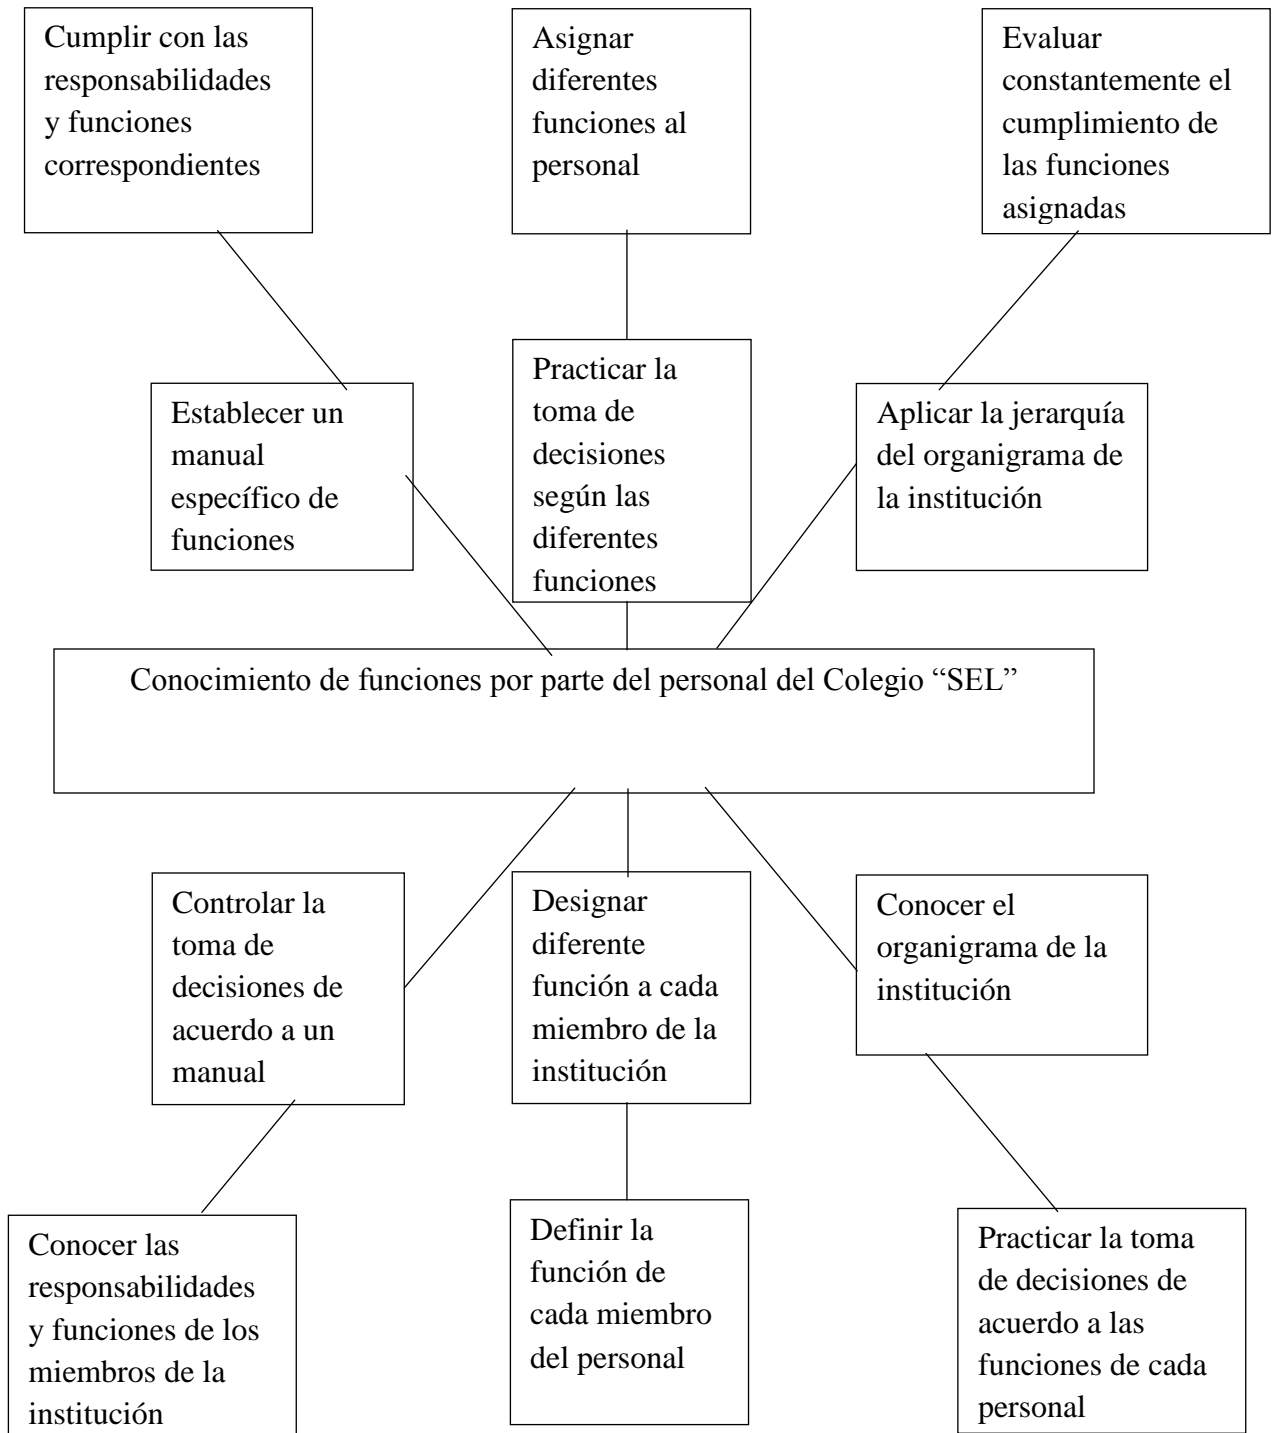 Cumplir con las
responsabilidades
y funciones
correspondientes
Asignar
diferentes
funciones al
personal
Evaluar
constantemente el
cumplimiento de
las funciones
asignadas
Establecer un
manual
específico de
funciones
Practicar la
toma de
decisiones
según las
diferentes
funciones
Aplicar la jerarquía
del organigrama de
la institución
Conocimiento de funciones por parte del personal del Colegio “SEL”
Controlar la
toma de
decisiones de
acuerdo a un
manual
Designar
diferente
función a cada
miembro de la
institución
Conocer el
organigrama de la
institución
Conocer las
responsabilidades
y funciones de los
miembros de la
institución
Definir la
función de
cada miembro
del personal
Practicar la toma
de decisiones de
acuerdo a las
funciones de cada
personal